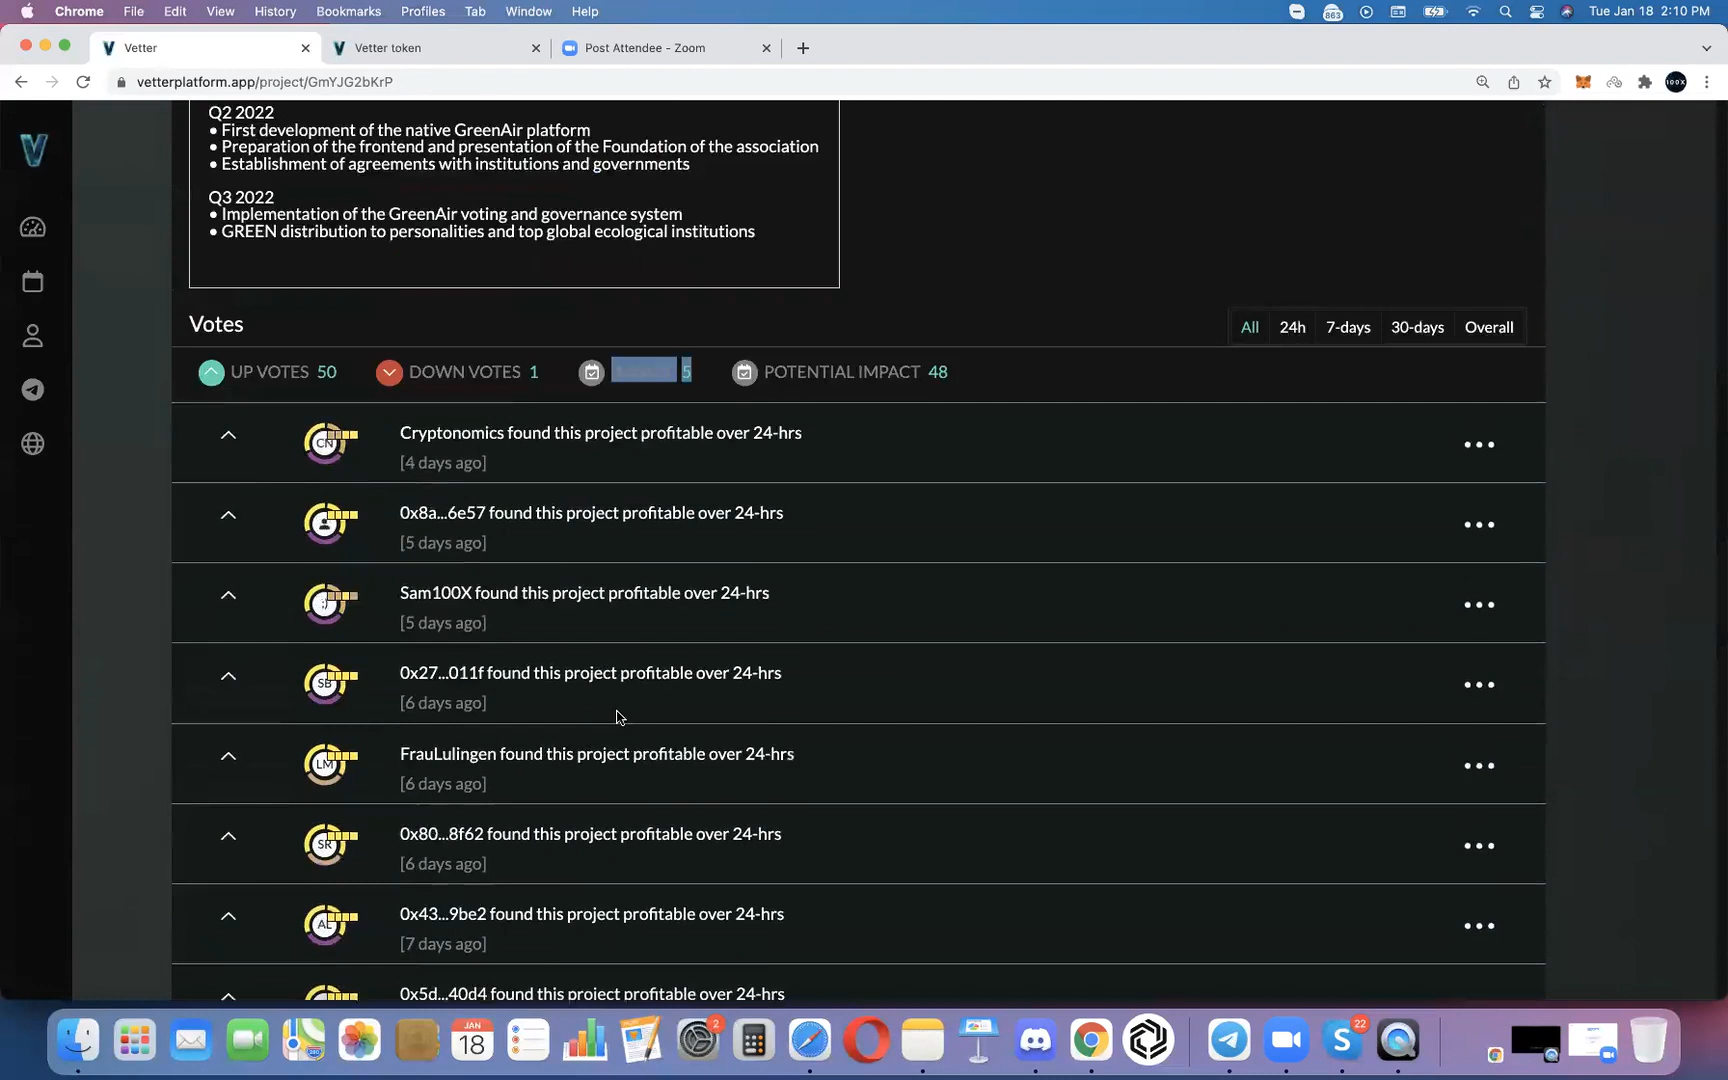 Chrome File Edit View History Bookmarks Profiles Tab Window Help 863 Tue Jan 18 2:10 PM
Vetter Vetter token Post Attendee - Zoom
vetterplatform.app/project/GmYJG2bKrP 100X
Q2 2022
• First development of the native GreenAir platform
• Preparation of the frontend and presentation of the Foundation of the association
• Establishment of agreements with institutions and governments
Q3 2022
• Implementation of the GreenAir voting and governance system
• GREEN distribution to personalities and top global ecological institutions
Votes
All 24h 7-days 30-days Overall
UP VOTES 50 DOWN VOTES 1 5 POTENTIAL IMPACT 48
CN Cryptonomics found this project profitable over 24-hrs
[4 days ago]
0x8a...6e57 found this project profitable over 24-hrs
[5 days ago]
:) Sam100X found this project profitable over 24-hrs
[5 days ago]
SB 0x27...011f found this project profitable over 24-hrs
[6 days ago]
LM FrauLulingen found this project profitable over 24-hrs
[6 days ago]
SR 0x80...8f62 found this project profitable over 24-hrs
[6 days ago]
AL 0x43...9be2 found this project profitable over 24-hrs
[7 days ago]
0x5d...40d4 found this project profitable over 24-hrs
JAN
18
2
22